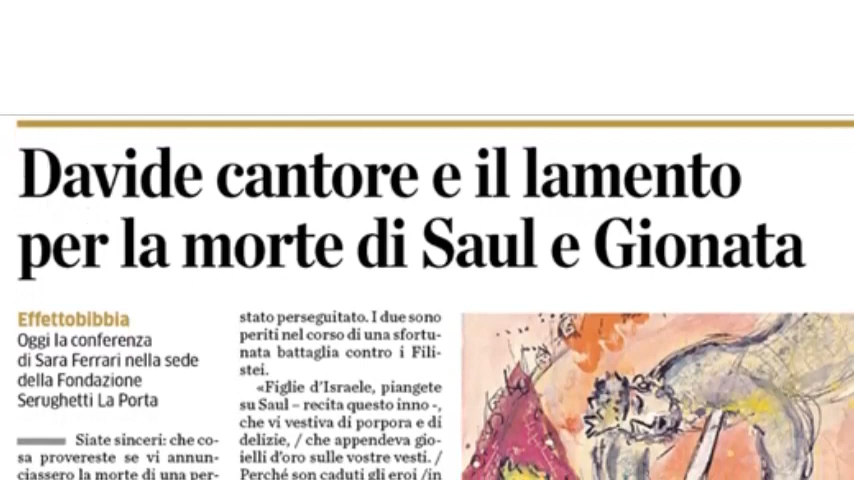 Davide cantore e il lamento
per la morte di Saul e Gionata
Effettobibbia
Oggi la conferenza
di Sara Ferrari nella sede
della Fondazione
Serughetti La Porta
Siate sinceri: che co-
sa provereste se vi annun-
ciassero la morte di una per-
stato perseguitato. I due sono
periti nel corso di una sfortu-
nata battaglia contro i Fili-
stei.
«Figlie d'Israele, piangete
su Saul – recita questo inno -,
che vi vestiva di porpora e di
delizie, / che appendeva gio-
ielli d'oro sulle vostre vesti. /
Perché son caduti gli eroi /in